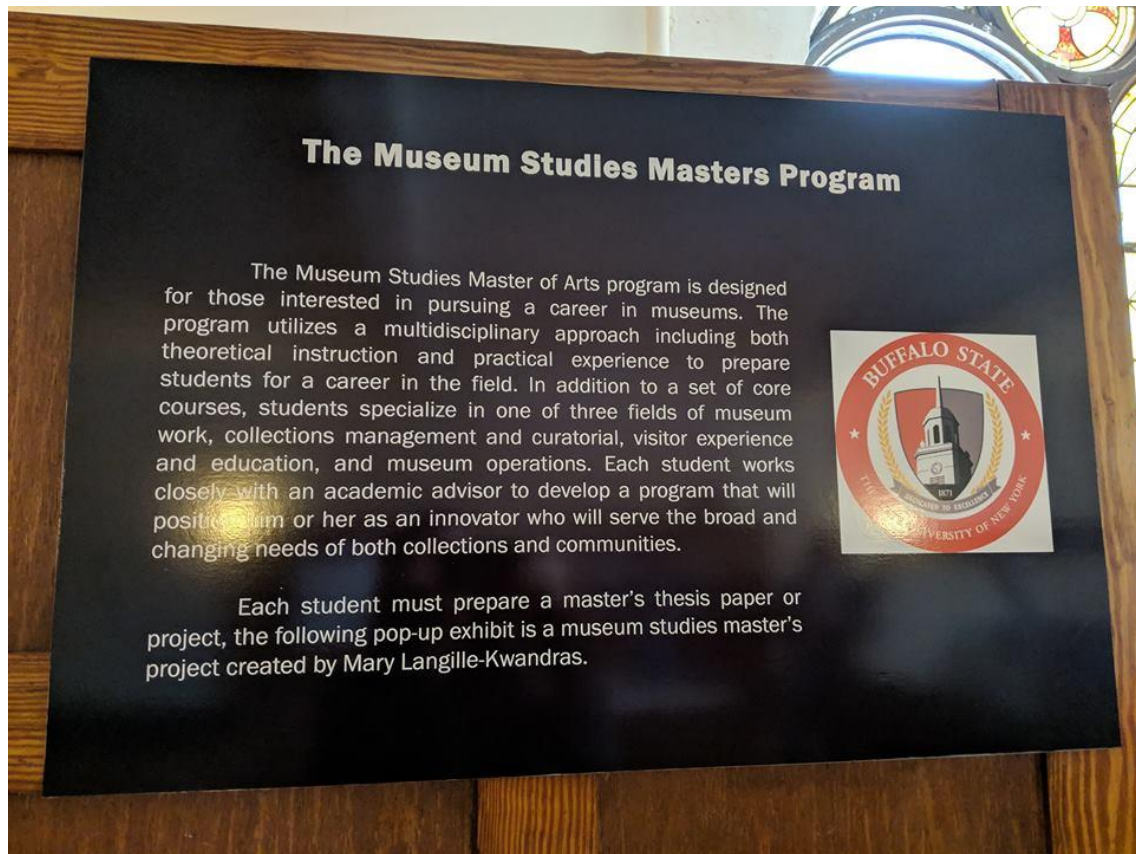 The Museum Studies Masters Program
The Museum Studies Master of Arts program is designed
for those interested in pursuing a career in museums. The
program utilizes a multidisciplinary approach including both
theoretical instruction and practical experience to prepare
students for a career in the field. In addition to a set of core
courses, students specialize in one of three fields of museum
work, collections management and curatorial, visitor experience
and education, and museum operations. Each student works
closely with an academic advisor to develop a program that will
position him or her as an innovator who will serve the broad and
changing needs of both collections and communities.
Each student must prepare a master's thesis paper or
project, the following pop-up exhibit is a museum studies master's
project created by Mary Langille-Kwandras.
BUFFALO STATE
1871
DEDICATED TO EXCELLENCE
UNIVERSITY OF NEW YORK